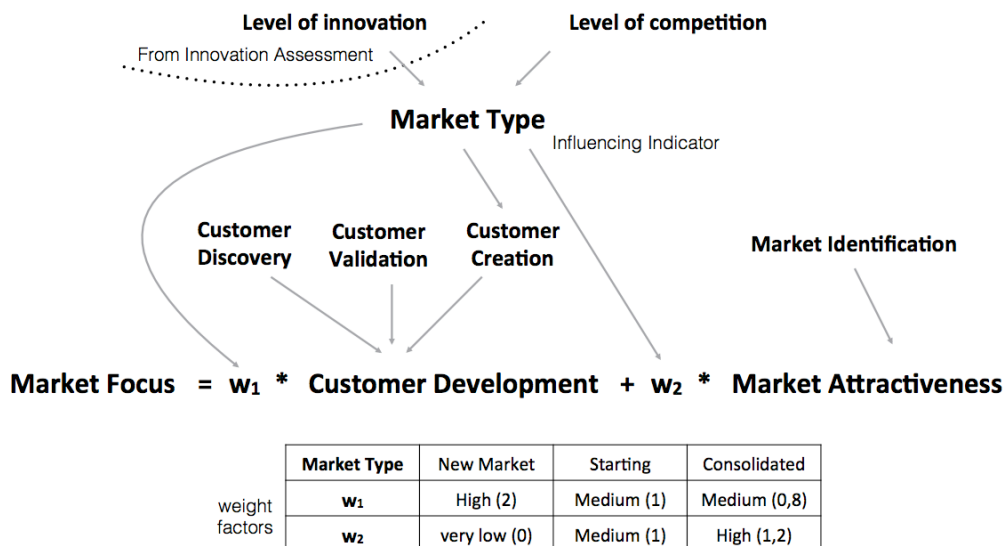 Level of innovation
Level of competition
From Innovation Assessment
Market Type
Influencing Indicator
Customer
Discovery
Customer
Validation
Customer
Creation
Market Identification
Market Focus = w1 * Customer Development + w2 * Market Attractiveness
Market Type New Market Starting Consolidated
weight
factors
w1 High (2) Medium (1) Medium (0,8)
w2 very low (0) Medium (1) High (1,2)